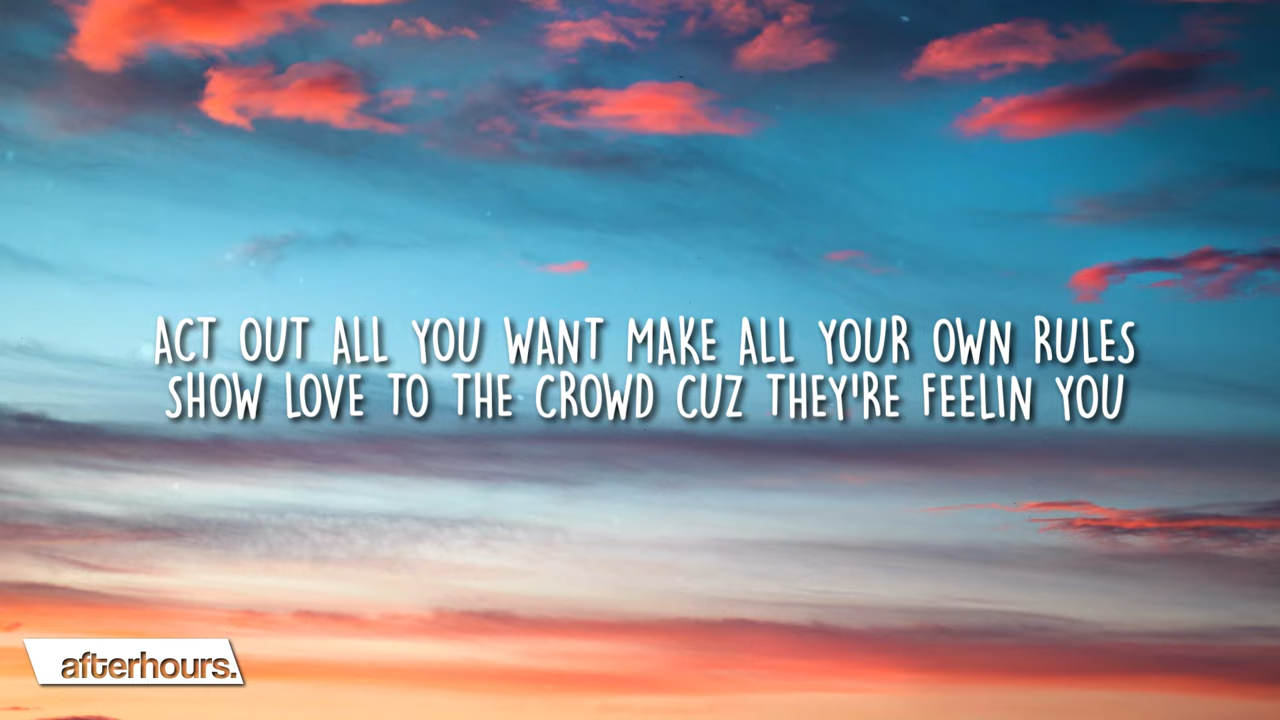 ACT OUT ALL YOU WANT MAKE ALL YOUR OWN RULES
SHOW LOVE TO THE CROWD CUZ THEY'RE FEELIN YOU
afterhours.